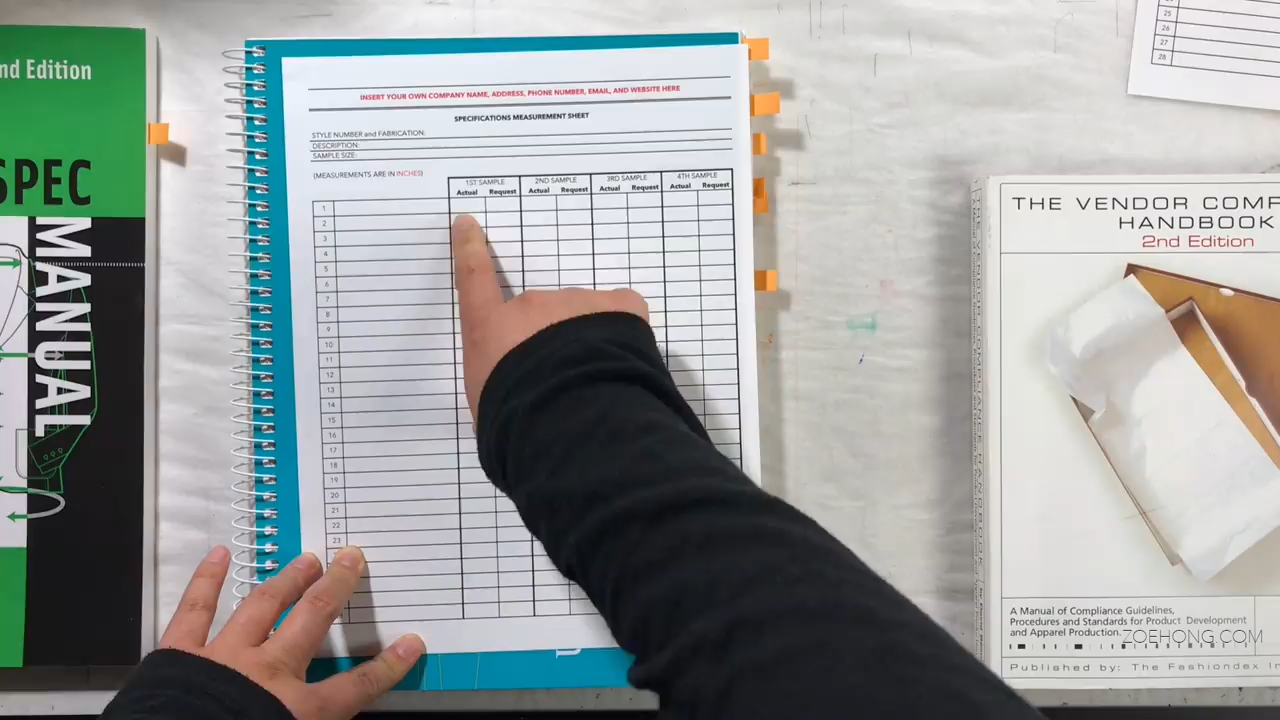 nd Edition
SPEC
MANUAL
INSERT YOUR OWN COMPANY NAME, ADDRESS, PHONE NUMBER, EMAIL, AND WEBSITE HERE
SPECIFICATIONS MEASUREMENT SHEET
STYLE NUMBER and FABRICATION:
DESCRIPTION:
SAMPLE SIZE:
(MEASUREMENTS ARE IN INCHES)
1ST SAMPLE 2ND SAMPLE 3RD SAMPLE 4TH SAMPLE
Actual Request Actual Request Actual Request Actual Request
1
2
3
4
5
6
7
8
9
10
11
12
13
14
15
16
17
18
19
20
21
22
23
25
26
27
28
THE VENDOR COMP
HANDBOOK
2nd Edition
A Manual of Compliance Guidelines,
Procedures and Standards for Product Development
and Apparel Production.
Published by: The Fashiondex In
ZOEHONG.COM